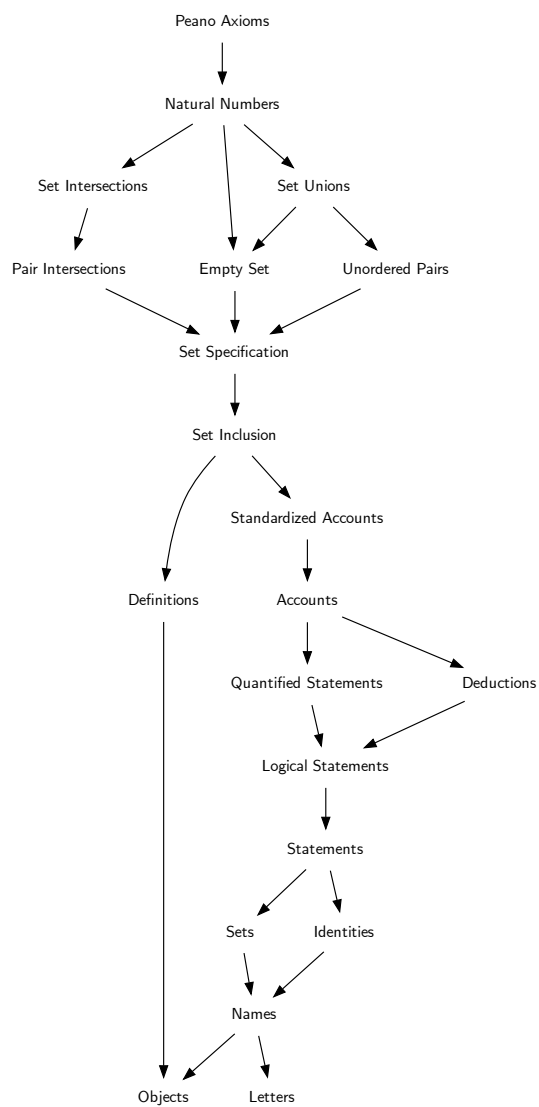 Peano Axioms
Natural Numbers
Set Intersections
Set Unions
Pair Intersections
Empty Set
Unordered Pairs
Set Specification
Set Inclusion
Standardized Accounts
Definitions
Accounts
Quantified Statements
Deductions
Logical Statements
Statements
Sets
Identities
Names
Objects
Letters